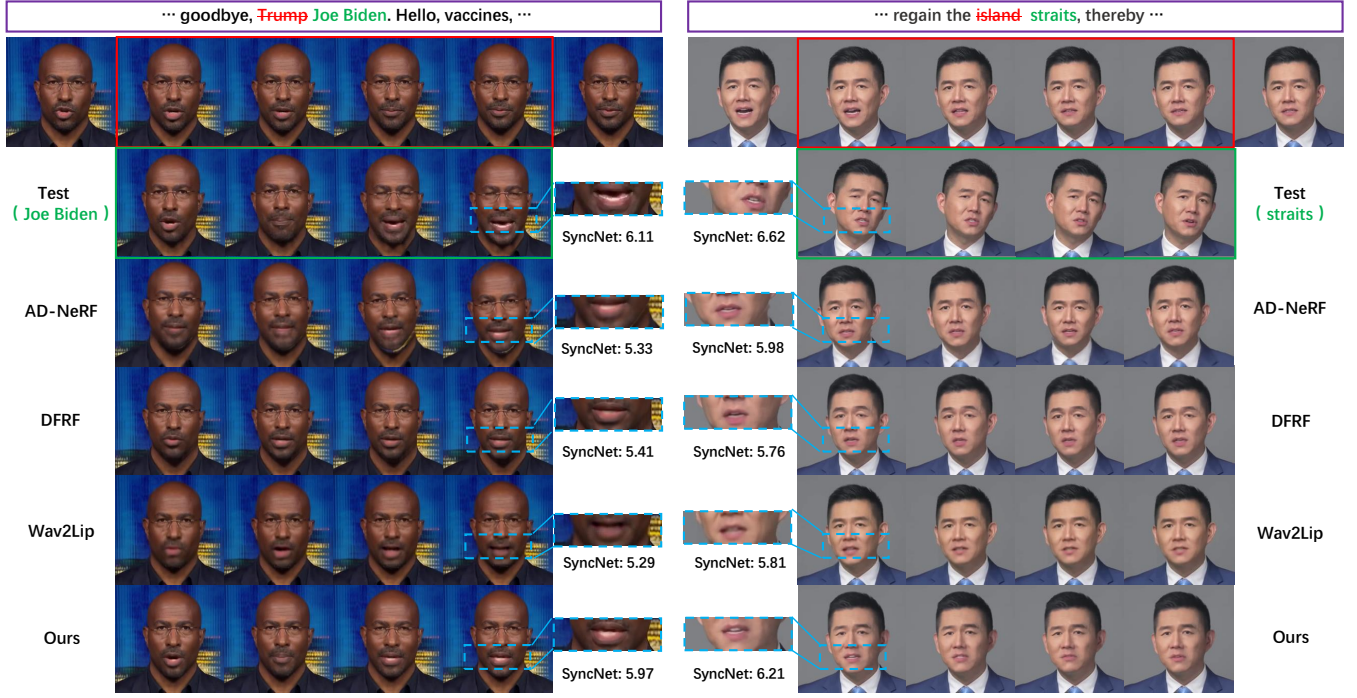 ··· goodbye, Trump Joe Biden. Hello, vaccines, ···
··· regain the island straits, thereby ···
Test
( Joe Biden )
SyncNet: 6.11
SyncNet: 6.62
Test
( straits )
AD-NeRF
SyncNet: 5.33
SyncNet: 5.98
AD-NeRF
DFRF
SyncNet: 5.41
SyncNet: 5.76
DFRF
Wav2Lip
SyncNet: 5.29
SyncNet: 5.81
Wav2Lip
Ours
SyncNet: 5.97
SyncNet: 6.21
Ours